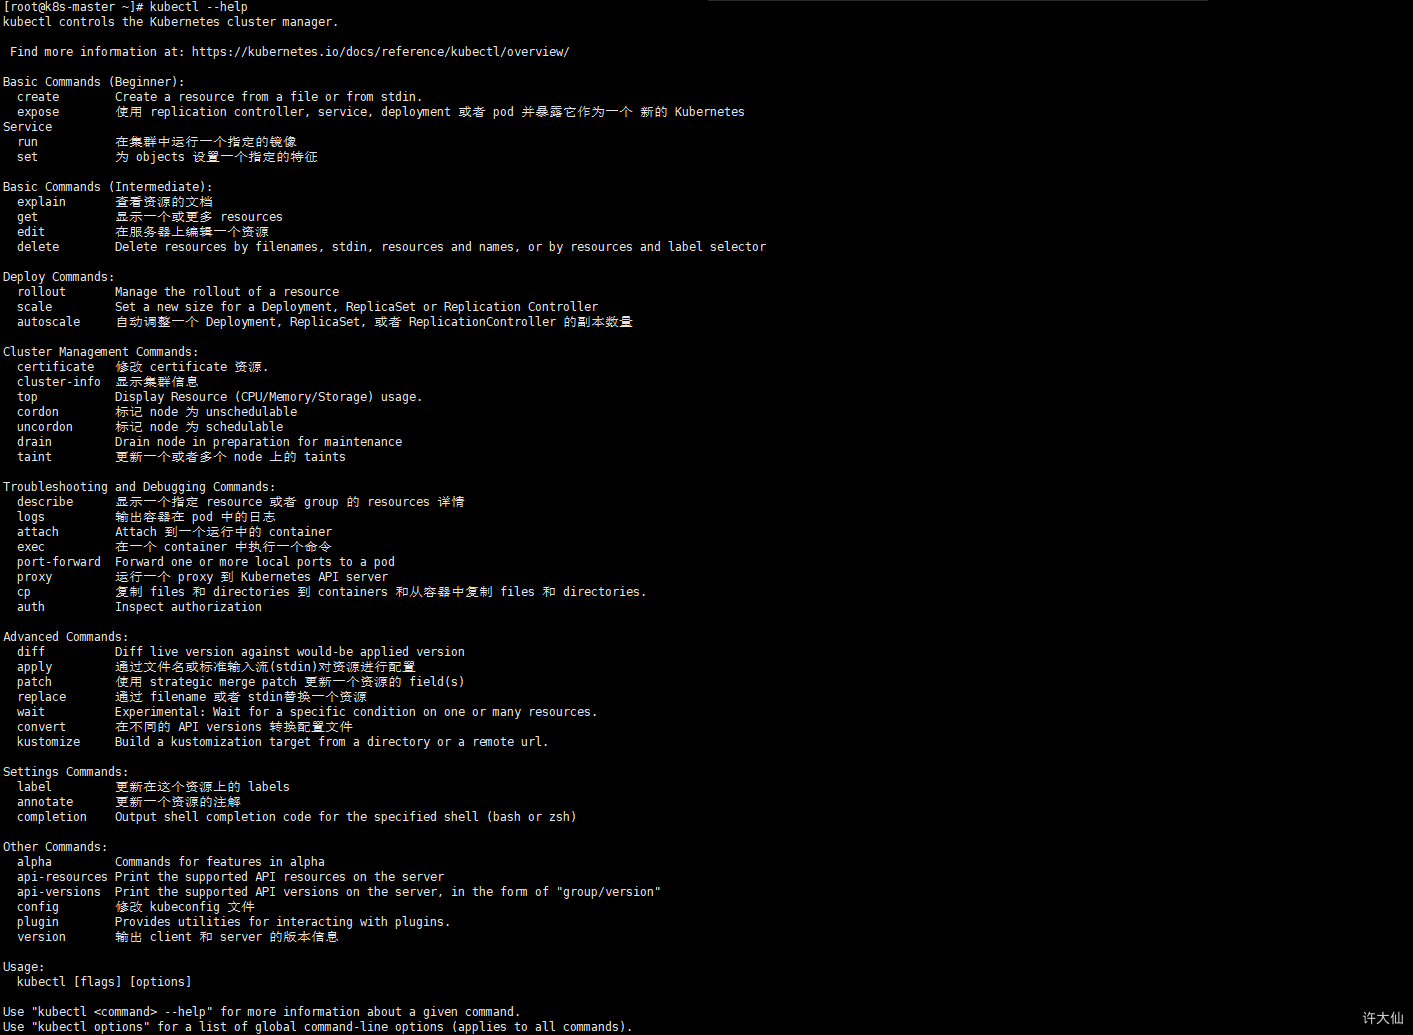 [root@k8s-master ~]# kubectl --help
kubectl controls the Kubernetes cluster manager.
Find more information at: https://kubernetes.io/docs/reference/kubectl/overview/
Basic Commands (Beginner):
create        Create a resource from a file or from stdin.
expose        使用 replication controller, service, deployment 或者 pod 并暴露它作为一个 新的 Kubernetes
Service
run           在集群中运行一个指定的镜像
set           为 objects 设置一个指定的特征
Basic Commands (Intermediate):
explain       查看资源的文档
get           显示一个或更多 resources
edit          在服务器上编辑一个资源
delete        Delete resources by filenames, stdin, resources and names, or by resources and label selector
Deploy Commands:
rollout       Manage the rollout of a resource
scale         Set a new size for a Deployment, ReplicaSet or Replication Controller
autoscale     自动调整一个 Deployment, ReplicaSet, 或者 ReplicationController 的副本数量
Cluster Management Commands:
certificate   修改 certificate 资源.
cluster-info  显示集群信息
top           Display Resource (CPU/Memory/Storage) usage.
cordon        标记 node 为 unschedulable
uncordon      标记 node 为 schedulable
drain         Drain node in preparation for maintenance
taint         更新一个或者多个 node 上的 taints
Troubleshooting and Debugging Commands:
describe      显示一个指定 resource 或者 group 的 resources 详情
logs          输出容器在 pod 中的日志
attach        Attach 到一个运行中的 container
exec          在一个 container 中执行一个命令
port-forward  Forward one or more local ports to a pod
proxy         运行一个 proxy 到 Kubernetes API server
cp            复制 files 和 directories 到 containers 和从容器中复制 files 和 directories.
auth          Inspect authorization
Advanced Commands:
diff          Diff live version against would-be applied version
apply         通过文件名或标准输入流(stdin)对资源进行配置
patch         使用 strategic merge patch 更新一个资源的 field(s)
replace       通过 filename 或者 stdin替换一个资源
wait          Experimental: Wait for a specific condition on one or many resources.
convert       在不同的 API versions 转换配置文件
kustomize     Build a kustomization target from a directory or a remote url.
Settings Commands:
label         更新在这个资源上的 labels
annotate      更新一个资源的注解
completion    Output shell completion code for the specified shell (bash or zsh)
Other Commands:
alpha         Commands for features in alpha
api-resources Print the supported API resources on the server
api-versions  Print the supported API versions on the server, in the form of "group/version"
config        修改 kubeconfig 文件
plugin        Provides utilities for interacting with plugins.
version       输出 client 和 server 的版本信息
Usage:
kubectl [flags] [options]
Use "kubectl <command> --help" for more information about a given command.
Use "kubectl options" for a list of global command-line options (applies to all commands).
许大仙